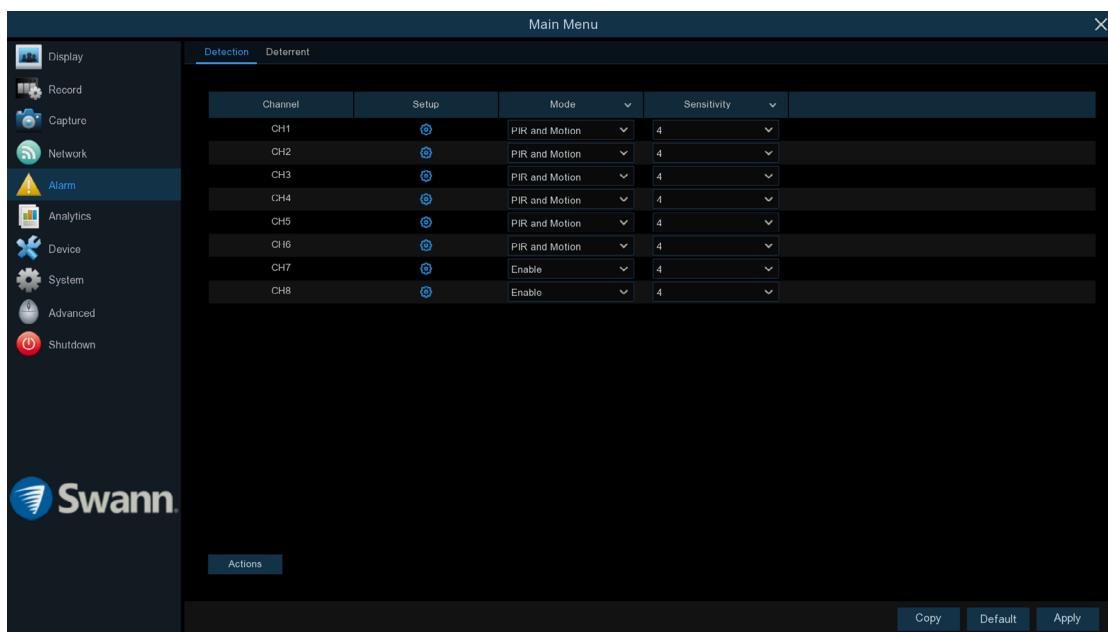 Main Menu
Display
Record
Capture
Network
Alarm
Analytics
Device
System
Advanced
Shutdown
Swann.
Detection Deterrent
Channel Setup Mode Sensitivity
CH1 PIR and Motion 4
CH2 PIR and Motion 4
CH3 PIR and Motion 4
CH4 PIR and Motion 4
CH5 PIR and Motion 4
CH6 PIR and Motion 4
CH7 Enable 4
CH8 Enable 4
Actions
Copy Default Apply